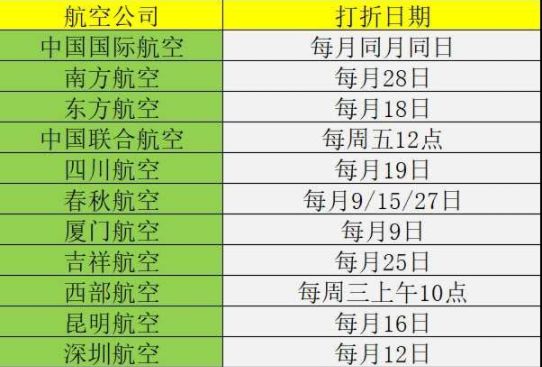 航空公司 打折日期
中国国际航空 每月同月同日
南方航空 每月28日
东方航空 每月18日
中国联合航空 每周五12点
四川航空 每月19日
春秋航空 每月9/15/27日
厦门航空 每月9日
吉祥航空 每月25日
西部航空 每周三上午10点
昆明航空 每月16日
深圳航空 每月12日